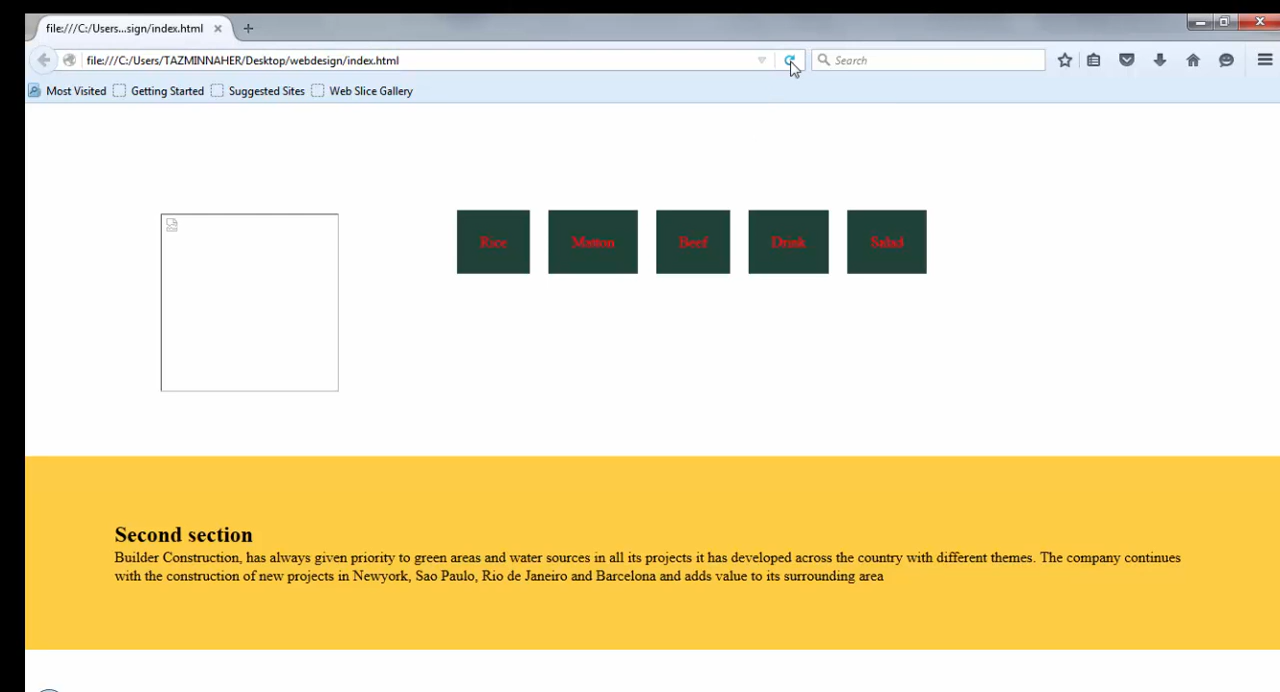 file:///C:/Users...sign/index.html
file:///C:/Users/TAZMINNAHER/Desktop/webdesign/index.html
Search
Most Visited Getting Started Suggested Sites Web Slice Gallery
Rice Mutton Beef Drink Salad
Second section
Builder Construction, has always given priority to green areas and water sources in all its projects it has developed across the country with different themes. The company continues
with the construction of new projects in Newyork, Sao Paulo, Rio de Janeiro and Barcelona and adds value to its surrounding area